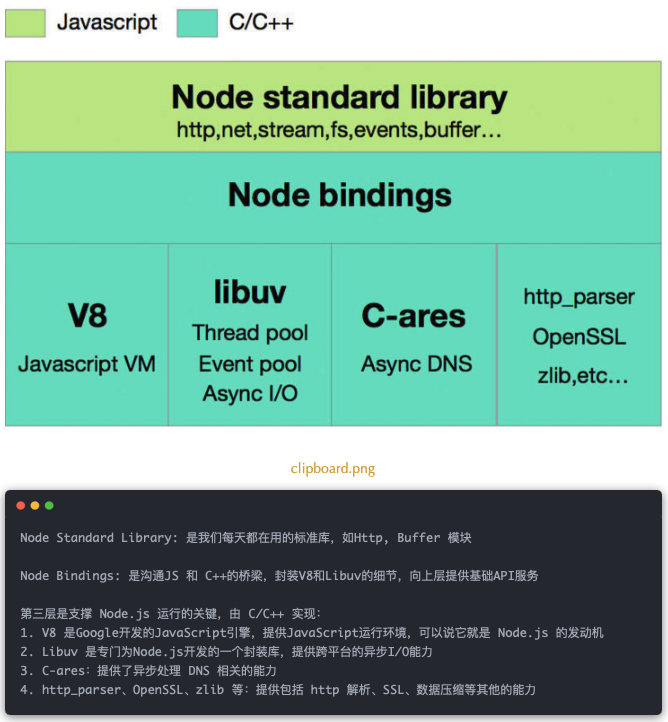 Javascript
C/C++
Node standard library
http,net,stream,fs,events,buffer...
Node bindings
V8
Javascript VM
libuv
Thread pool
Event pool
Async I/O
C-ares
Async DNS
http_parser
OpenSSL
zlib,etc...
clipboard.png
Node Standard Library: 是我们每天都在用的标准库，如Http, Buffer 模块
Node Bindings: 是沟通JS 和 C++的桥梁，封装V8和Libuv的细节，向上层提供基础API服务
第三层是支撑 Node.js 运行的关键，由 C/C++ 实现：
1. V8 是Google开发的JavaScript引擎，提供JavaScript运行环境，可以说它就是 Node.js 的发动机
2. Libuv 是专门为Node.js开发的一个封装库，提供跨平台的异步I/O能力
3. C-ares：提供了异步处理 DNS 相关的能力
4. http_parser、OpenSSL、zlib 等：提供包括 http 解析、SSL、数据压缩等其他的能力